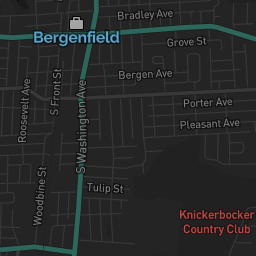 Bradley Ave
Bergenfield
Grove St
Bergen Ave
Roosevelt Ave
S Front St
S Washington Ave
Porter Ave
Pleasant Ave
Woodbine St
Tulip St
Knickerbocker
Country Club